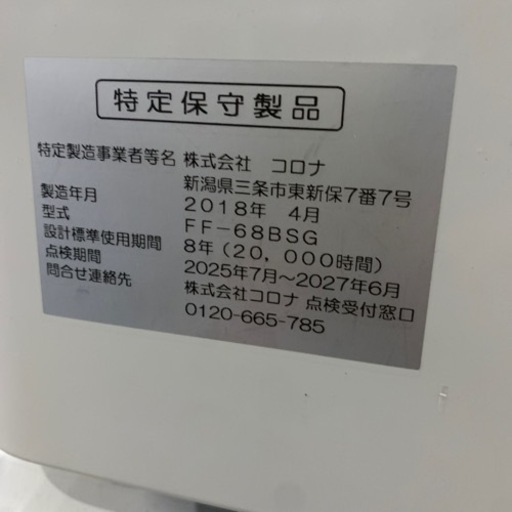 特定保守製品
特定製造事業者等名 株式会社 コロナ
新潟県三条市東新保7番7号
製造年月 2018年 4月
型式 FF-68BSG
設計標準使用期間 8年(20,000時間)
点検期間 2025年7月～2027年6月
問合せ連絡先 株式会社コロナ 点検受付窓口
0120-665-785